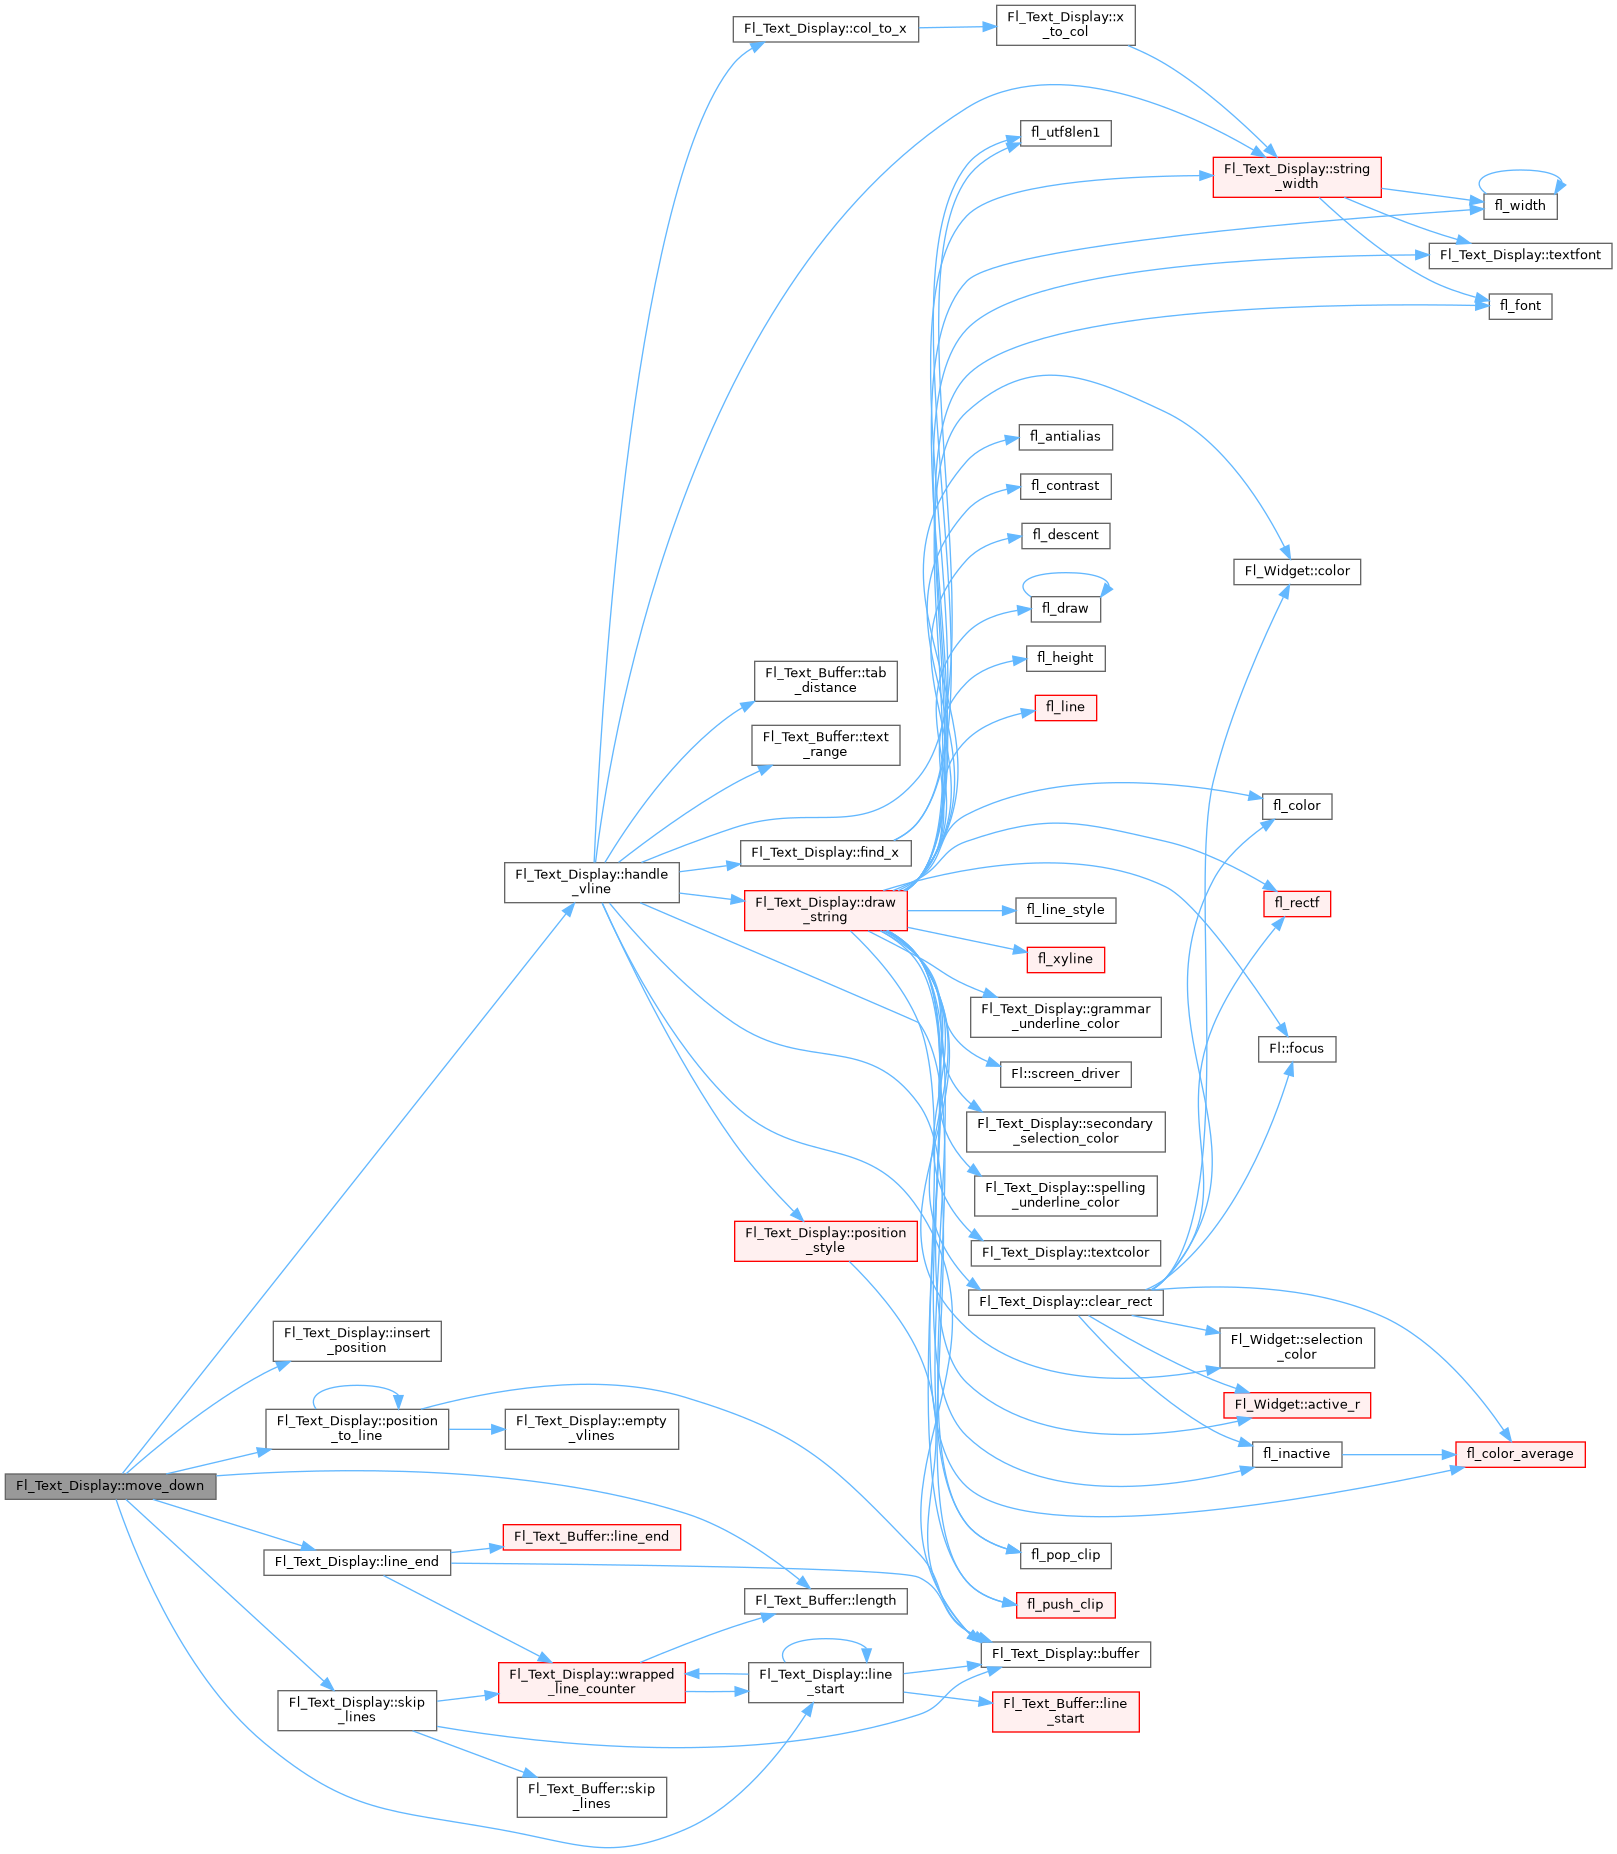 Fl_Text_Display::move_down
Fl_Text_Display::handle
_vline
Fl_Text_Display::insert
_position
Fl_Text_Display::position
_to_line
Fl_Text_Display::empty
_vlines
Fl_Text_Display::line_end
Fl_Text_Buffer::line_end
Fl_Text_Display::skip
_lines
Fl_Text_Display::wrapped
_line_counter
Fl_Text_Buffer::skip
_lines
Fl_Text_Display::col_to_x
Fl_Text_Display::x
_to_col
Fl_Text_Buffer::tab
_distance
Fl_Text_Buffer::text
_range
Fl_Text_Display::find_x
Fl_Text_Display::draw
_string
Fl_Text_Display::position
_style
Fl_Text_Buffer::length
Fl_Text_Display::line
_start
fl_utf8len1
Fl_Text_Display::string
_width
fl_width
Fl_Text_Display::textfont
fl_font
fl_antialias
fl_contrast
fl_descent
fl_draw
fl_height
fl_line
Fl_Widget::color
fl_color
fl_rectf
fl_line_style
fl_xyline
Fl_Text_Display::grammar
_underline_color
Fl::focus
Fl::screen_driver
Fl_Text_Display::secondary
_selection_color
Fl_Text_Display::spelling
_underline_color
Fl_Text_Display::textcolor
Fl_Text_Display::clear_rect
Fl_Widget::selection
_color
Fl_Widget::active_r
fl_inactive
fl_color_average
fl_pop_clip
fl_push_clip
Fl_Text_Display::buffer
Fl_Text_Buffer::line
_start